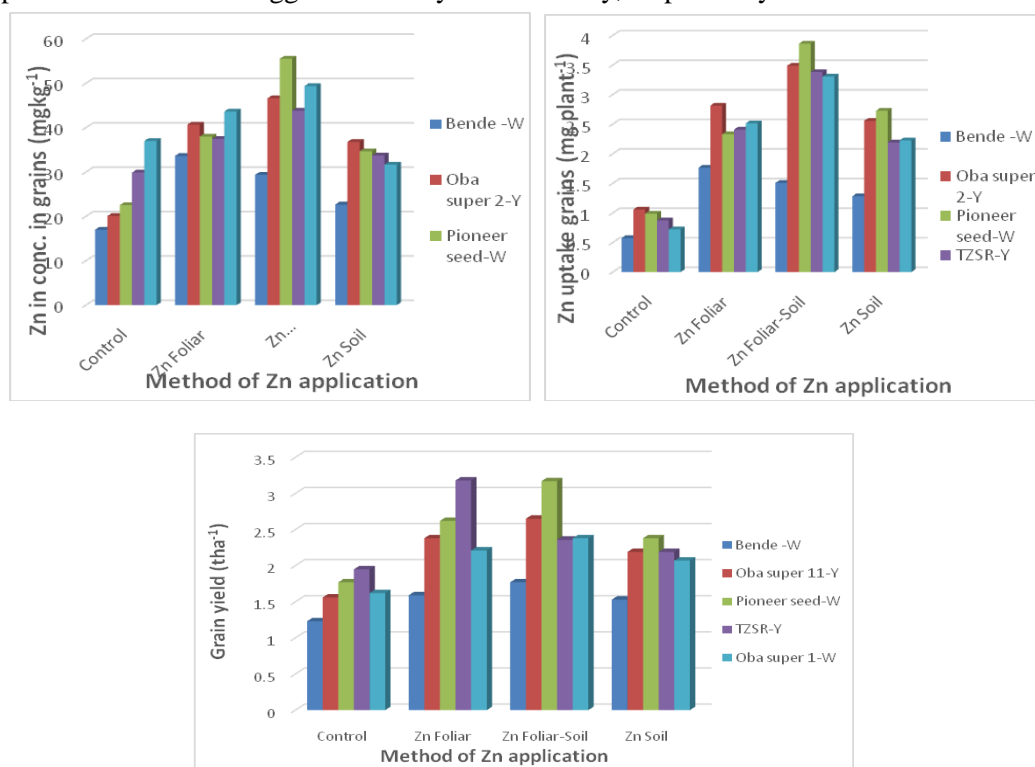 60
50
40
30
20
10
0
Zn in conc. in grains (mgkg-1)
Control
Zn Foliar
Zn...
Zn Soil
Method of Zn application
Bende -W
Oba
super 2-Y
Pioneer
seed-W
4
3.5
3
2.5
2
1.5
1
0.5
0
Zn uptake grains (mg plant-1)
Control
Zn Foliar
Zn Foliar-Soil
Zn Soil
Method of Zn application
Bende -W
Oba super
2-Y
Pioneer
seed-W
TZSR-Y
3.5
3
2.5
2
1.5
1
0.5
0
Grain yield (tha-1)
Control
Zn Foliar
Zn Foliar-Soil
Zn Soil
Method of Zn application
Bende -W
Oba super 11-Y
Pioneer seed-W
TZSR-Y
Oba super 1-W